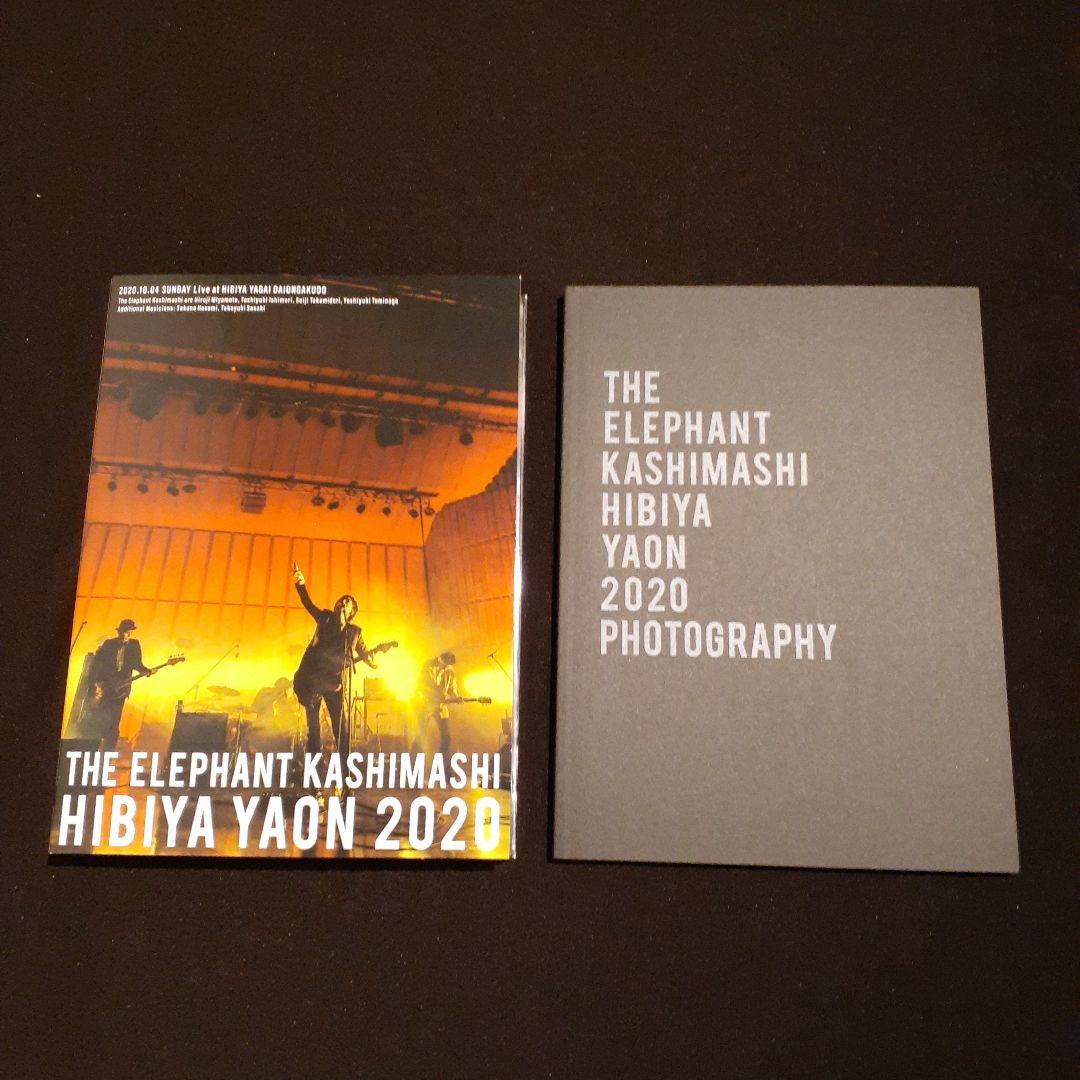 2020.10.04 SUNDAY Live at HIBIYA YAGAI DAIONGAKUDO
The Elephant Kashimashi are Hiroji Miyamoto, Toshiyuki Ishimori, Seiji Takamidori, Yoshiyuki Tominaga
Additional Musicians: Sakana Hosomi, Takayuki Sasaki
THE ELEPHANT KASHIMASHI
HIBIYA YAON 2020
THE
ELEPHANT
KASHIMASHI
HIBIYA
YAON
2020
PHOTOGRAPHY